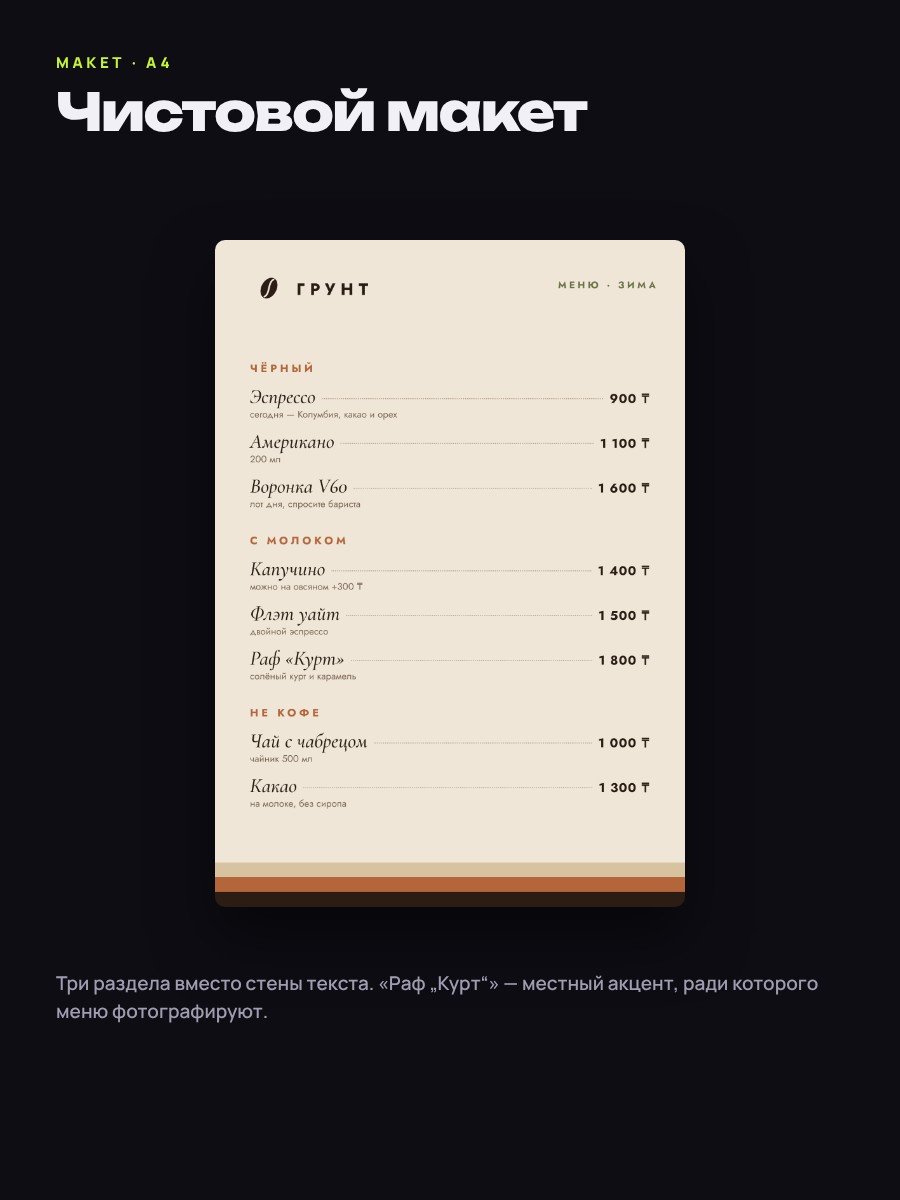 МАКЕТ · A4
Чистовой макет
ГРУНТ
МЕНЮ · ЗИМА
ЧЁРНЫЙ
Эспрессо 900 ₸
сегодня — Колумбия, какао и орех
Американо 1 100 ₸
200 мл
Воронка V60 1 600 ₸
лот дня, спросите бариста
С МОЛОКОМ
Капучино 1 400 ₸
можно на овсяном +300 ₸
Флэт уайт 1 500 ₸
двойной эспрессо
Раф «Курт» 1 800 ₸
солёный курт и карамель
НЕ КОФЕ
Чай с чабрецом 1 000 ₸
чайник 500 мл
Какао 1 300 ₸
на молоке, без сиропа
Три раздела вместо стены текста. «Раф „Курт“» — местный акцент, ради которого
меню фотографируют.